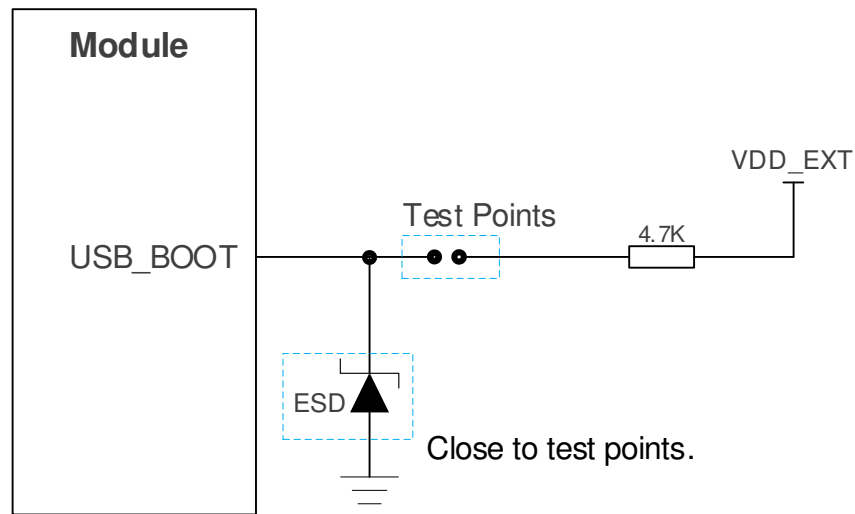 Module
VDD_EXT
Test Points
4.7K
USB_BOOT
ESD
Close to test points.